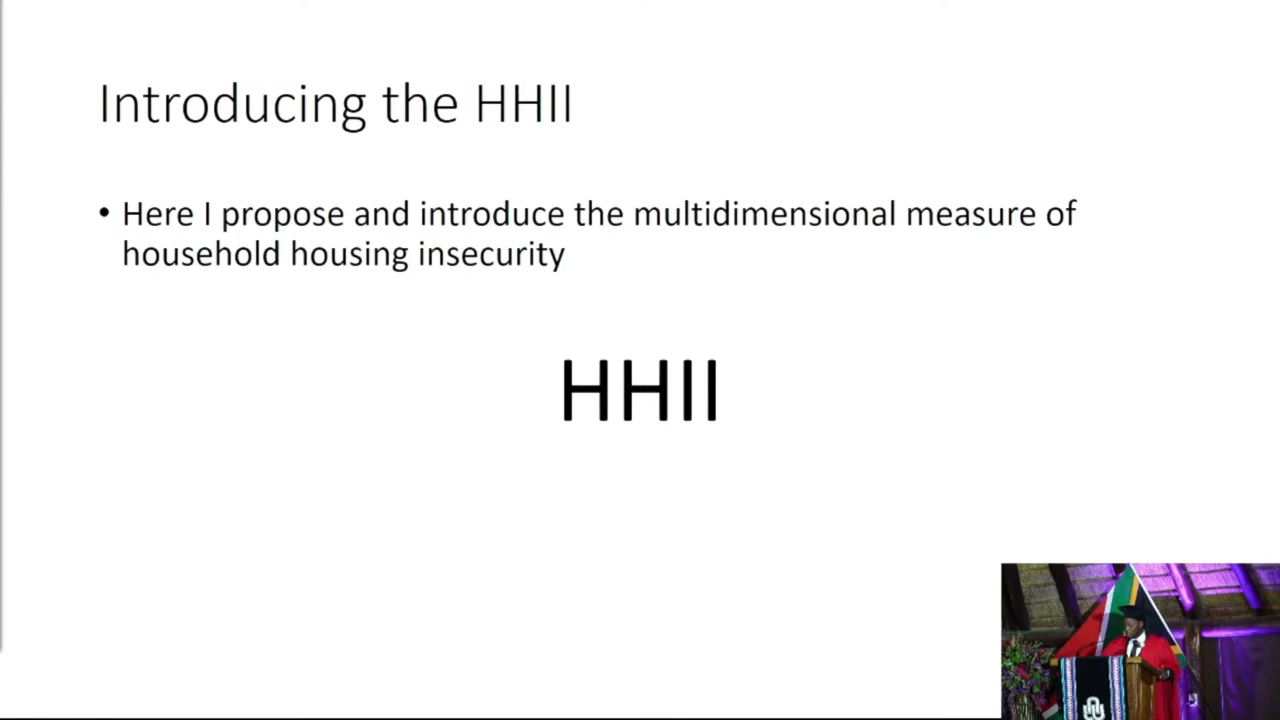 Introducing the HHII
• Here I propose and introduce the multidimensional measure of
household housing insecurity
HHII